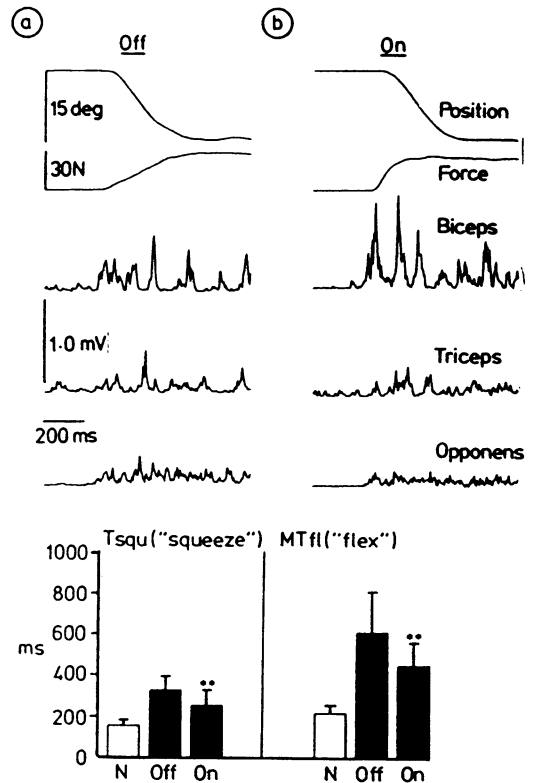 a b
Off On
15 deg Position
30N Force
Biceps
1.0 mV Triceps
200 ms Opponens
Tsqu ("squeeze") MTfl ("flex")
1000
800
600
ms
400
200
0
N Off On N Off On